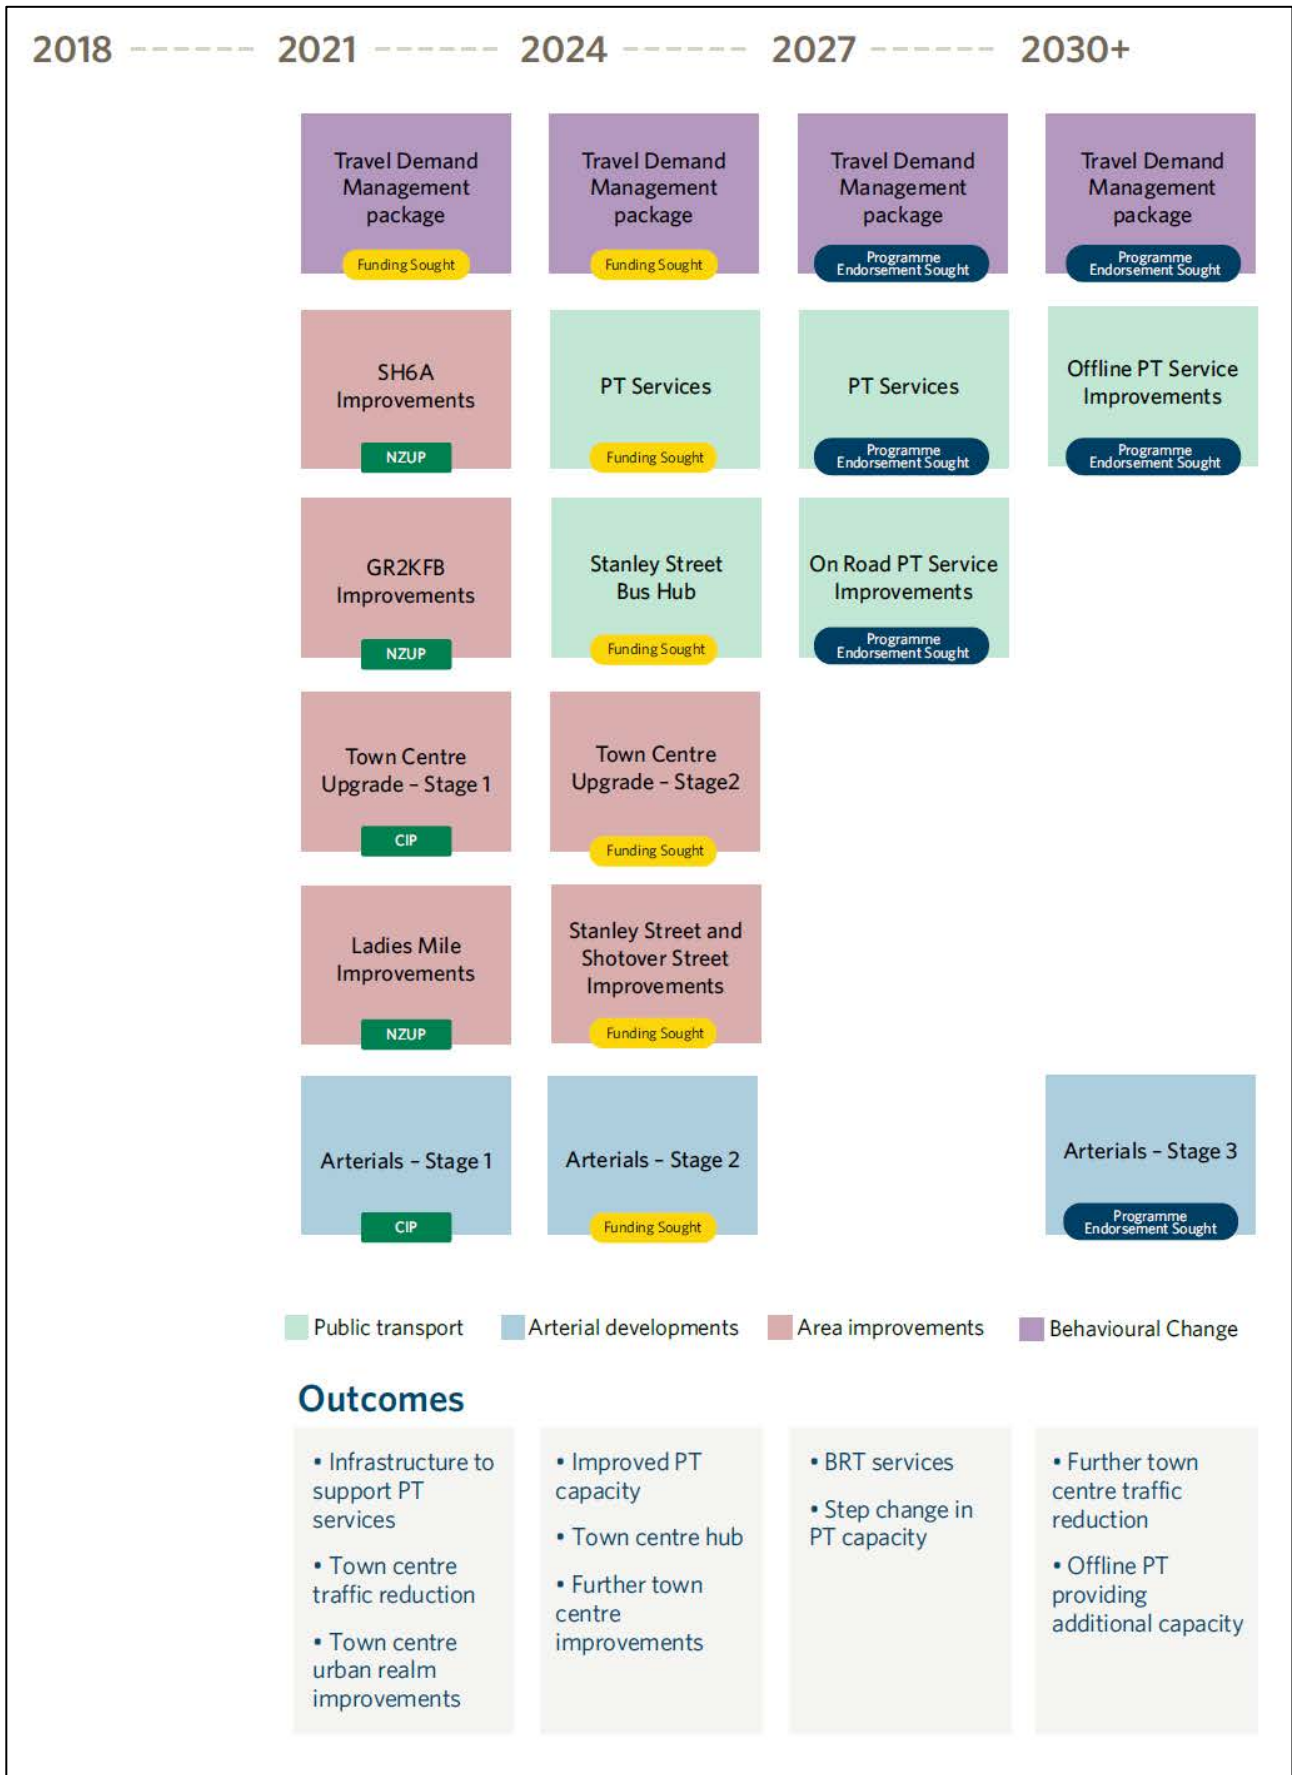 2018 2021 2024 2027 2030+
Travel Demand
Management
package
Funding Sought
Travel Demand
Management
package
Funding Sought
Travel Demand
Management
package
Programme
Endorsement Sought
Travel Demand
Management
package
Programme
Endorsement Sought
SH6A
Improvements
NZUP
PT Services
Funding Sought
PT Services
Programme
Endorsement Sought
Offline PT Service
Improvements
Programme
Endorsement Sought
GR2KFB
Improvements
NZUP
Stanley Street
Bus Hub
Funding Sought
On Road PT Service
Improvements
Programme
Endorsement Sought
Town Centre
Upgrade – Stage 1
CIP
Town Centre
Upgrade – Stage2
Funding Sought
Ladies Mile
Improvements
NZUP
Stanley Street and
Shotover Street
Improvements
Funding Sought
Arterials – Stage 1
CIP
Arterials – Stage 2
Funding Sought
Arterials – Stage 3
Programme
Endorsement Sought
Public transport
Arterial developments
Area improvements
Behavioural Change
Outcomes
• Infrastructure to
support PT
services
• Town centre
traffic reduction
• Town centre
urban realm
improvements
• Improved PT
capacity
• Town centre hub
• Further town
centre
improvements
• BRT services
• Step change in
PT capacity
• Further town
centre traffic
reduction
• Offline PT
providing
additional capacity